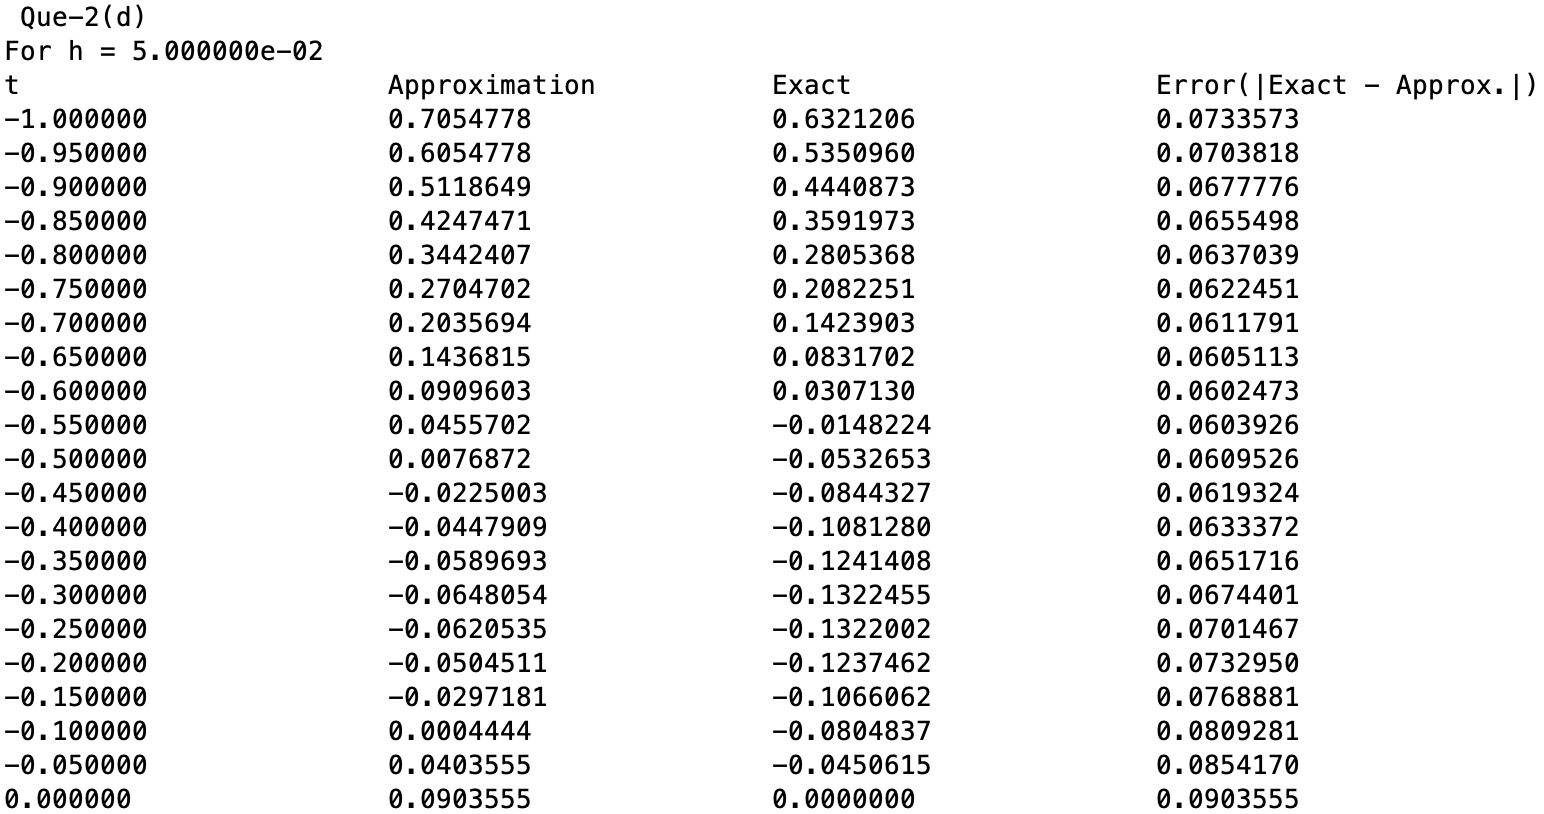 Que-2(d)
For h = 5.000000e-02
t Approximation Exact Error(|Exact - Approx.|)
-1.000000 0.7054778 0.6321206 0.0733573
-0.950000 0.6054778 0.5350960 0.0703818
-0.900000 0.5118649 0.4440873 0.0677776
-0.850000 0.4247471 0.3591973 0.0655498
-0.800000 0.3442407 0.2805368 0.0637039
-0.750000 0.2704702 0.2082251 0.0622451
-0.700000 0.2035694 0.1423903 0.0611791
-0.650000 0.1436815 0.0831702 0.0605113
-0.600000 0.0909603 0.0307130 0.0602473
-0.550000 0.0455702 -0.0148224 0.0603926
-0.500000 0.0076872 -0.0532653 0.0609526
-0.450000 -0.0225003 -0.0844327 0.0619324
-0.400000 -0.0447909 -0.1081280 0.0633372
-0.350000 -0.0589693 -0.1241408 0.0651716
-0.300000 -0.0648054 -0.1322455 0.0674401
-0.250000 -0.0620535 -0.1322002 0.0701467
-0.200000 -0.0504511 -0.1237462 0.0732950
-0.150000 -0.0297181 -0.1066062 0.0768881
-0.100000 0.0004444 -0.0804837 0.0809281
-0.050000 0.0403555 -0.0450615 0.0854170
0.000000 0.0903555 0.0000000 0.0903555